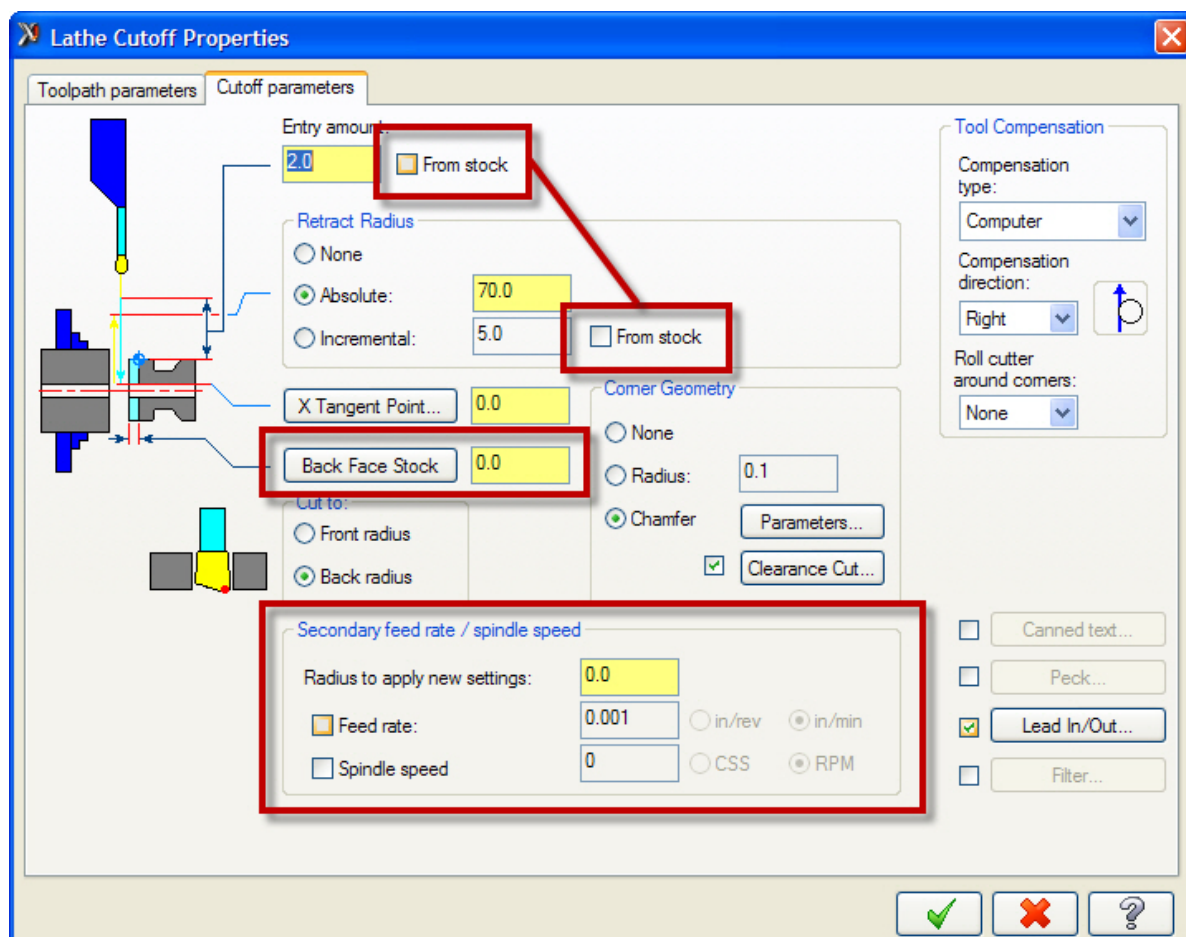 Lathe Cutoff Properties
Toolpath parameters
Cutoff parameters
Entry amount:
2.0
From stock
Retract Radius
None
Absolute:
70.0
Incremental:
5.0
From stock
X Tangent Point...
0.0
Back Face Stock
0.0
Cut to:
Front radius
Back radius
Corner Geometry
None
Radius:
0.1
Chamfer
Parameters...
Clearance Cut...
Secondary feed rate / spindle speed
Radius to apply new settings:
0.0
Feed rate:
0.001
in/rev
in/min
Spindle speed
0
CSS
RPM
Tool Compensation
Compensation
type:
Computer
Compensation
direction:
Right
Roll cutter
around corners:
None
Canned text...
Peck...
Lead In/Out...
Filter...